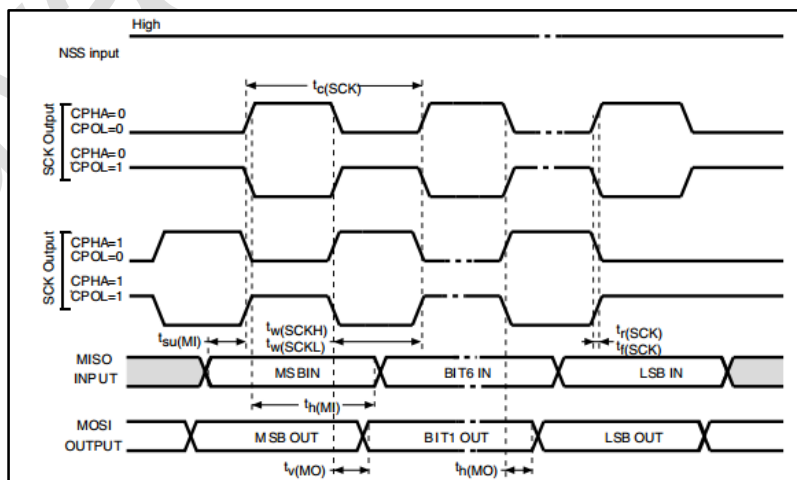 High
NSS input
tc(SCK)
SCK Output
CPHA=0
CPOL=0
CPHA=0
CPOL=1
SCK Output
CPHA=1
CPOL=0
CPHA=1
CPOL=1
tsu(MI)
tw(SCKH)
tw(SCKL)
tr(SCK)
tf(SCK)
MISO
INPUT
MSBIN
BIT6 IN
LSB IN
th(MI)
MOSI
OUTPUT
MSB OUT
BIT1 OUT
LSB OUT
tv(MO)
th(MO)